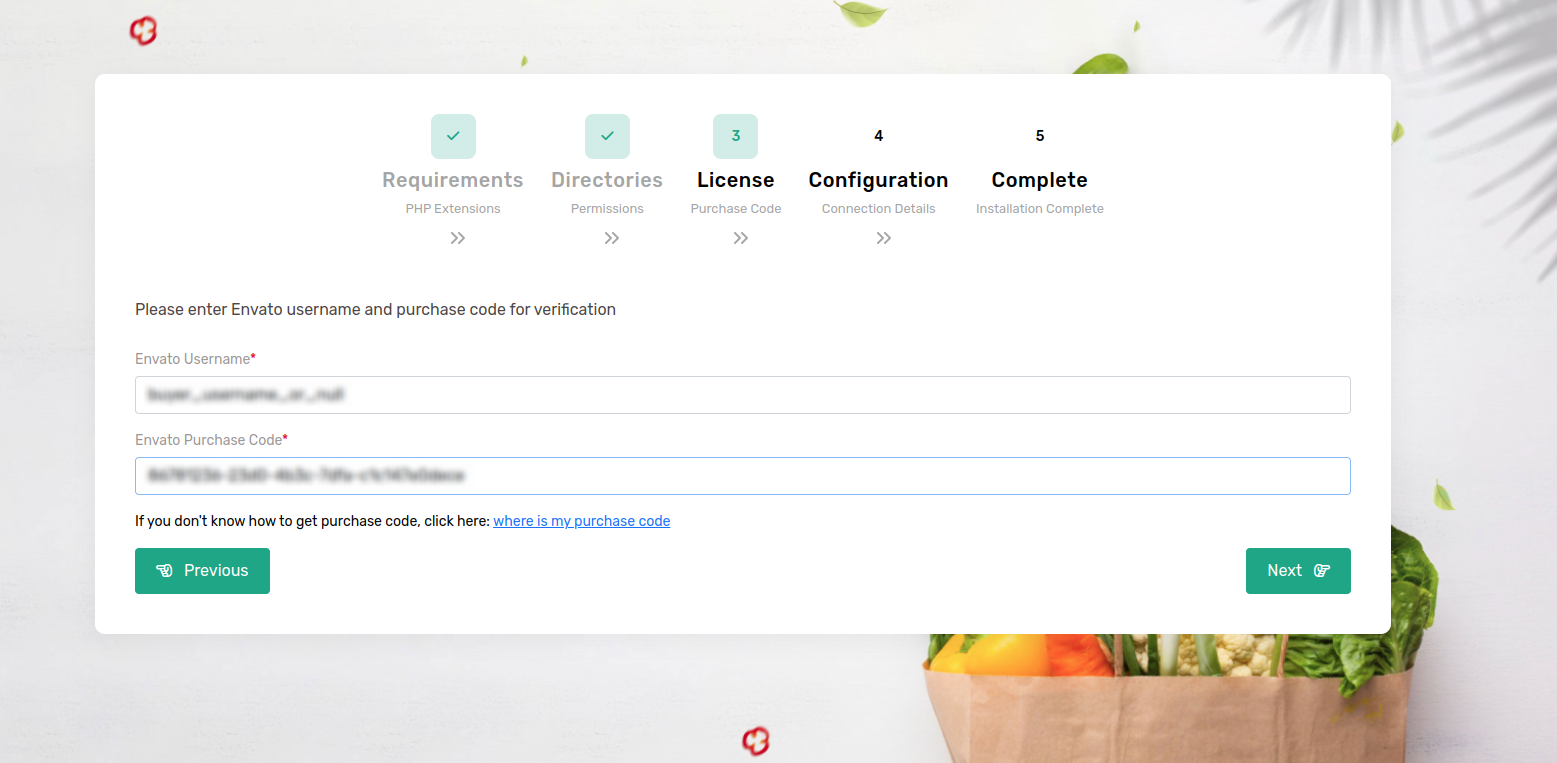 3
4
5
Requirements
Directories
License
Configuration
Complete
PHP Extensions
Permissions
Purchase Code
Connection Details
Installation Complete
Please enter Envato username and purchase code for verification
Envato Username*
Envato Purchase Code*
If you don't know how to get purchase code, click here: where is my purchase code
Previous
Next